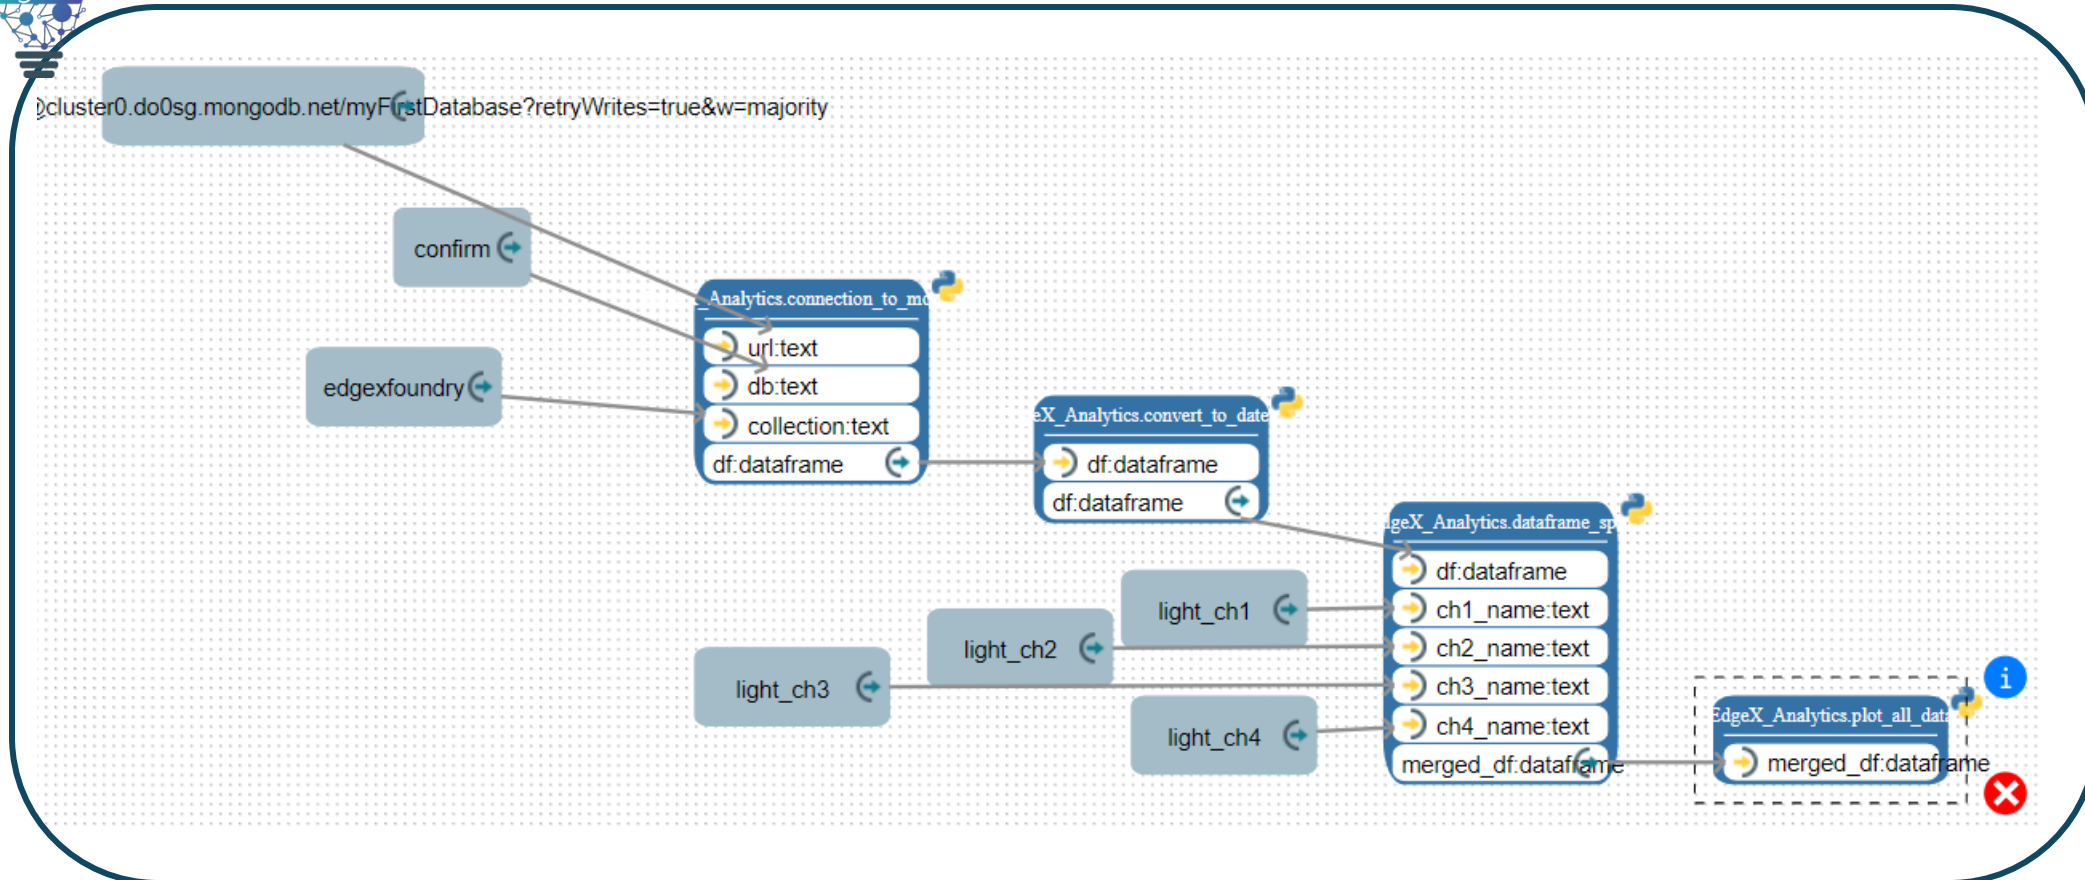 @cluster0.do0sg.mongodb.net/myFirstDatabase?retryWrites=true&w=majority
confirm
_Analytics.connection_to_mo
url:text
edgexfoundry
db:text
collection:text
df:dataframe
eX_Analytics.convert_to_date
df:dataframe
df:dataframe
dgeX_Analytics.dataframe_sp
df:dataframe
light_ch1
ch1_name:text
light_ch2
ch2_name:text
light_ch3
ch3_name:text
light_ch4
ch4_name:text
merged_df:dataframe
i
EdgeX_Analytics.plot_all_data
merged_df:dataframe